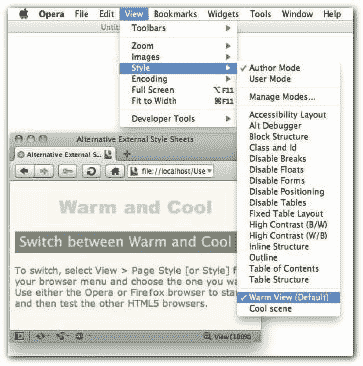 Opera File Edit View Bookmarks Widgets Tools Window Help
Toolbars
Zoom
Images
Style
Encoding
Full Screen ⌥F11
Fit to Width ⌘F11
Developer Tools
✓ Author Mode
User Mode
Manage Modes...
Accessibility Layout
Alt Debugger
Block Structure
Class and Id
Disable Breaks
Disable Floats
Disable Forms
Disable Positioning
Disable Tables
Fixed Table Layout
High Contrast (B/W)
High Contrast (W/B)
Inline Structure
Outline
Table of Contents
Table Structure
✓ Warm View (Default)
Cool scene
Alternative External Style Sheets
Alternative External S...
file://localhost/Use
Warm and Cool
Switch between Warm and Cool
To switch, select View > Page Style [or Style] f
your browser menu and choose the one you wa
Use either the Opera or Firefox browser to sta
and then test the other HTML5 browsers.
View (100%)